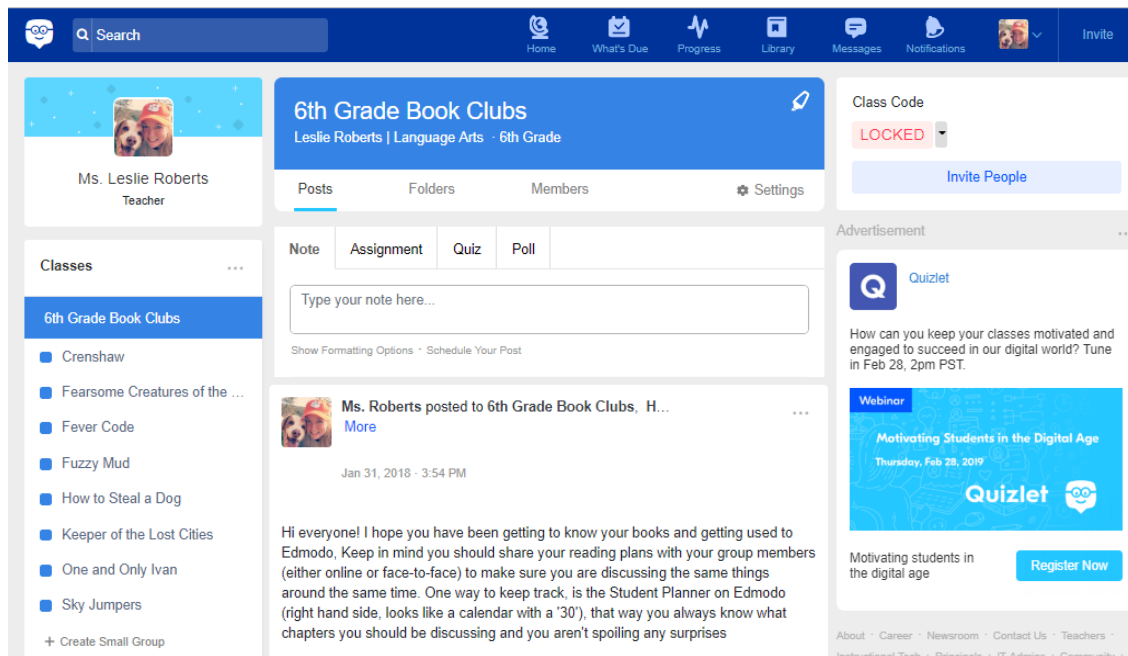 Search
Home
What's Due
Progress
Library
Messages
Notifications
Invite
Ms. Leslie Roberts
Teacher
Classes
6th Grade Book Clubs
Crenshaw
Fearsome Creatures of the ...
Fever Code
Fuzzy Mud
How to Steal a Dog
Keeper of the Lost Cities
One and Only Ivan
Sky Jumpers
+ Create Small Group
6th Grade Book Clubs
Leslie Roberts | Language Arts · 6th Grade
Posts
Folders
Members
Settings
Note
Assignment
Quiz
Poll
Type your note here...
Show Formatting Options · Schedule Your Post
Ms. Roberts posted to 6th Grade Book Clubs, H...
More
Jan 31, 2018 · 3:54 PM
Hi everyone! I hope you have been getting to know your books and getting used to
Edmodo, Keep in mind you should share your reading plans with your group members
(either online or face-to-face) to make sure you are discussing the same things
around the same time. One way to keep track, is the Student Planner on Edmodo
(right hand side, looks like a calendar with a '30'), that way you always know what
chapters you should be discussing and you aren't spoiling any surprises
Class Code
LOCKED
Invite People
Advertisement
Q
Quizlet
How can you keep your classes motivated and
engaged to succeed in our digital world? Tune
in Feb 28, 2pm PST.
Webinar
Motivating Students in the Digital Age
Thursday, Feb 28, 2019
Quizlet
Motivating students in
the digital age
Register Now
About · Career · Newsroom · Contact Us · Teachers ·
Instructional Tech · Principals · IT Admins · Community ·